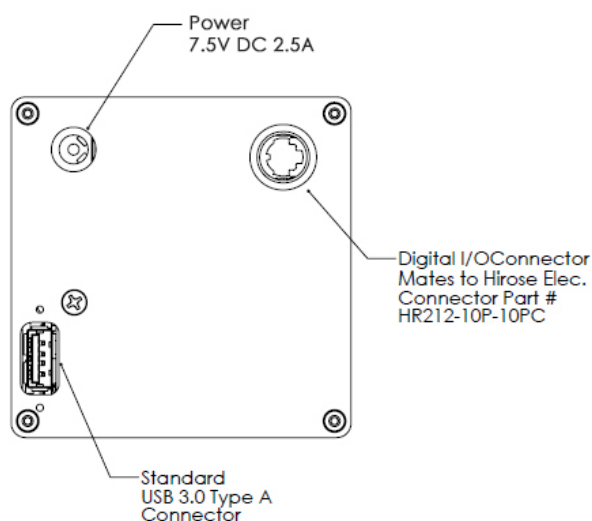 Power
7.5V DC 2.5A
Digital I/OConnector
Mates to Hirose Elec.
Connector Part #
HR212-10P-10PC
Standard
USB 3.0 Type A
Connector